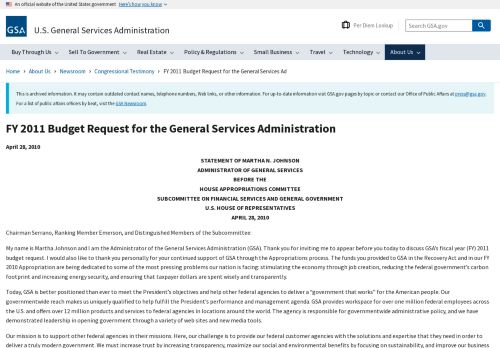 An official website of the United States government Here's how you know
GSA U.S. General Services Administration
Per Diem Lookup
Search GSA.gov
Buy Through Us Sell To Government Real Estate Policy & Regulations Small Business Travel Technology About Us
Home › About Us › Newsroom › Congressional Testimony › FY 2011 Budget Request for the General Services Ad
This is archived information. It may contain outdated contact names, telephone numbers, Web links, or other information. For up-to-date information visit GSA.gov pages by topic or contact our Office of Public Affairs at press@gsa.gov.
For a list of public affairs officers by beat, visit the GSA Newsroom.
FY 2011 Budget Request for the General Services Administration
April 28, 2010
STATEMENT OF MARTHA N. JOHNSON
ADMINISTRATOR OF GENERAL SERVICES
BEFORE THE
HOUSE APPROPRIATIONS COMMITTEE
SUBCOMMITTEE ON FINANCIAL SERVICES AND GENERAL GOVERNMENT
U.S. HOUSE OF REPRESENTATIVES
APRIL 28, 2010
Chairman Serrano, Ranking Member Emerson, and Distinguished Members of the Subcommittee:
My name is Martha Johnson and I am the Administrator of the General Services Administration (GSA). Thank you for inviting me to appear before you today to discuss GSA's fiscal year (FY) 2011
budget request. I would also like to thank you personally for your continued support of GSA through the Appropriations process. The funds you provided to GSA in the Recovery Act and in our FY
2010 Appropriation are being dedicated to some of the most pressing problems our nation is facing: stimulating the economy through job creation, reducing the federal government's carbon
footprint and increasing energy security, and ensuring that taxpayer dollars are spent wisely and transparently.
Today, GSA is better positioned than ever to meet the President's objectives and help other federal agencies to deliver a "government that works" for the American people. Our
governmentwide reach makes us uniquely qualified to help fulfill the President's performance and management agenda. GSA provides workspace for over one million federal employees across
the U.S. and offers over 12 million products and services to federal agencies in locations around the world. The agency is responsible for governmentwide administrative policy, and we have
demonstrated leadership in opening government through a variety of web sites and new media tools.
Our mission is to support other federal agencies in their missions. Here, our challenge is to provide our federal customer agencies with the solutions and expertise that they need in order to
deliver a truly modern government. We must increase trust by increasing transparency, maximize our social and environmental benefits by focusing on sustainability, and improve our business